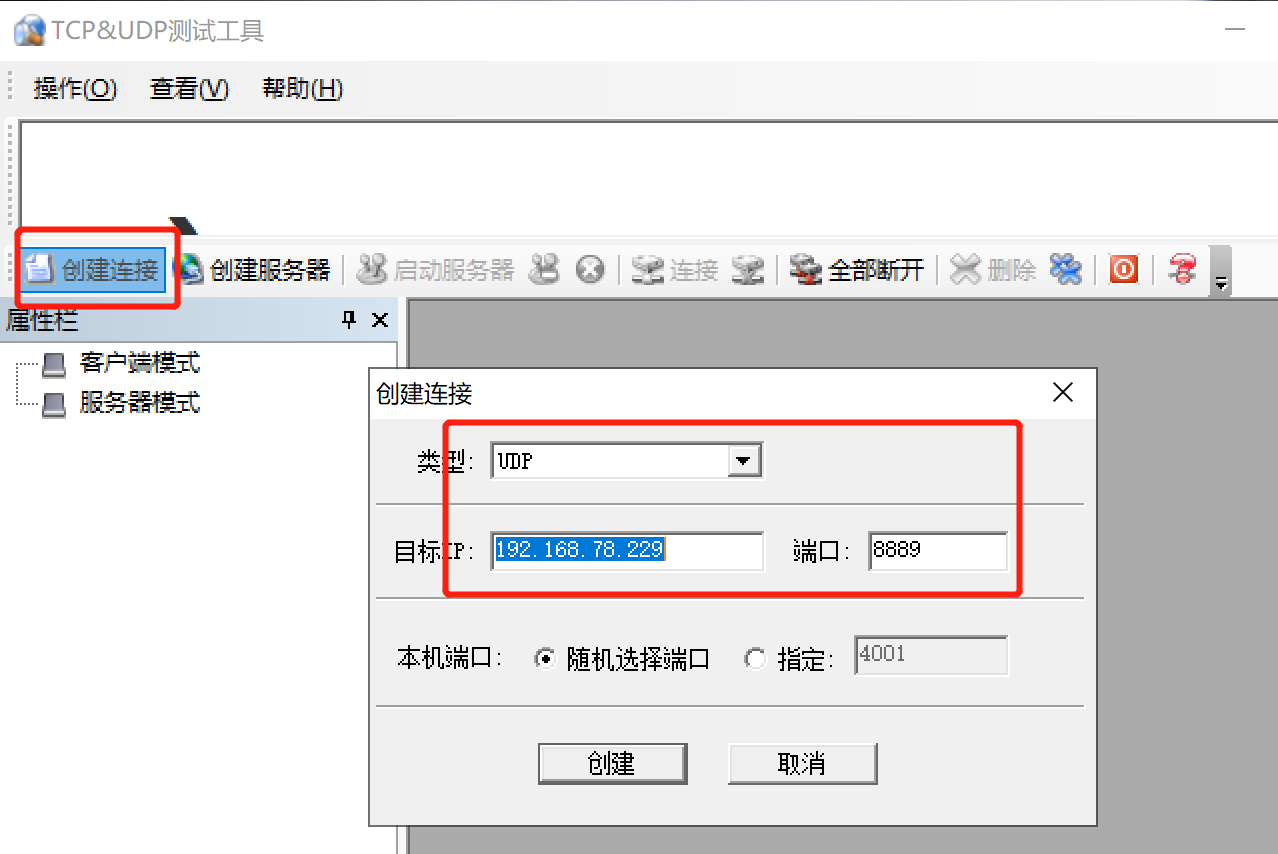 TCP&UDP测试工具
操作(O) 查看(V) 帮助(H)
创建连接 创建服务器 启动服务器 连接 全部断开 删除
属性栏
客户端模式
服务器模式
创建连接
类型: UDP
目标IP: 192.168.78.229 端口: 8889
本机端口: 随机选择端口 指定: 4001
创建 取消